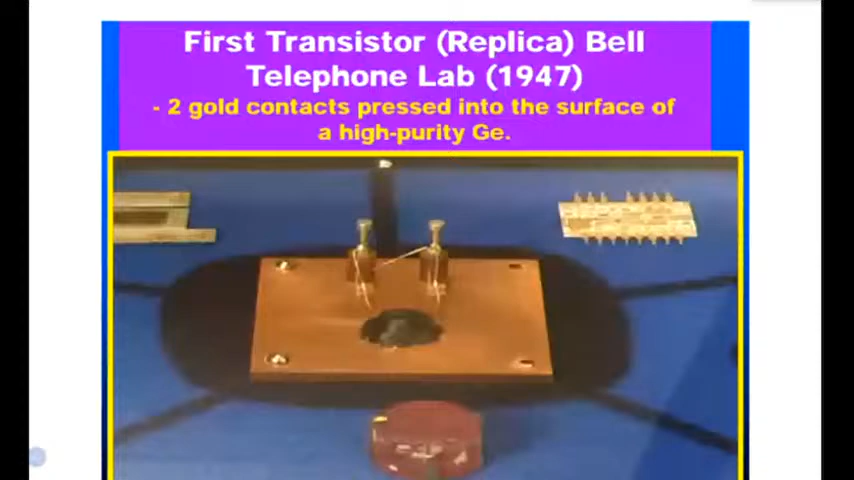 First Transistor (Replica) Bell
Telephone Lab (1947)
- 2 gold contacts pressed into the surface of
a high-purity Ge.